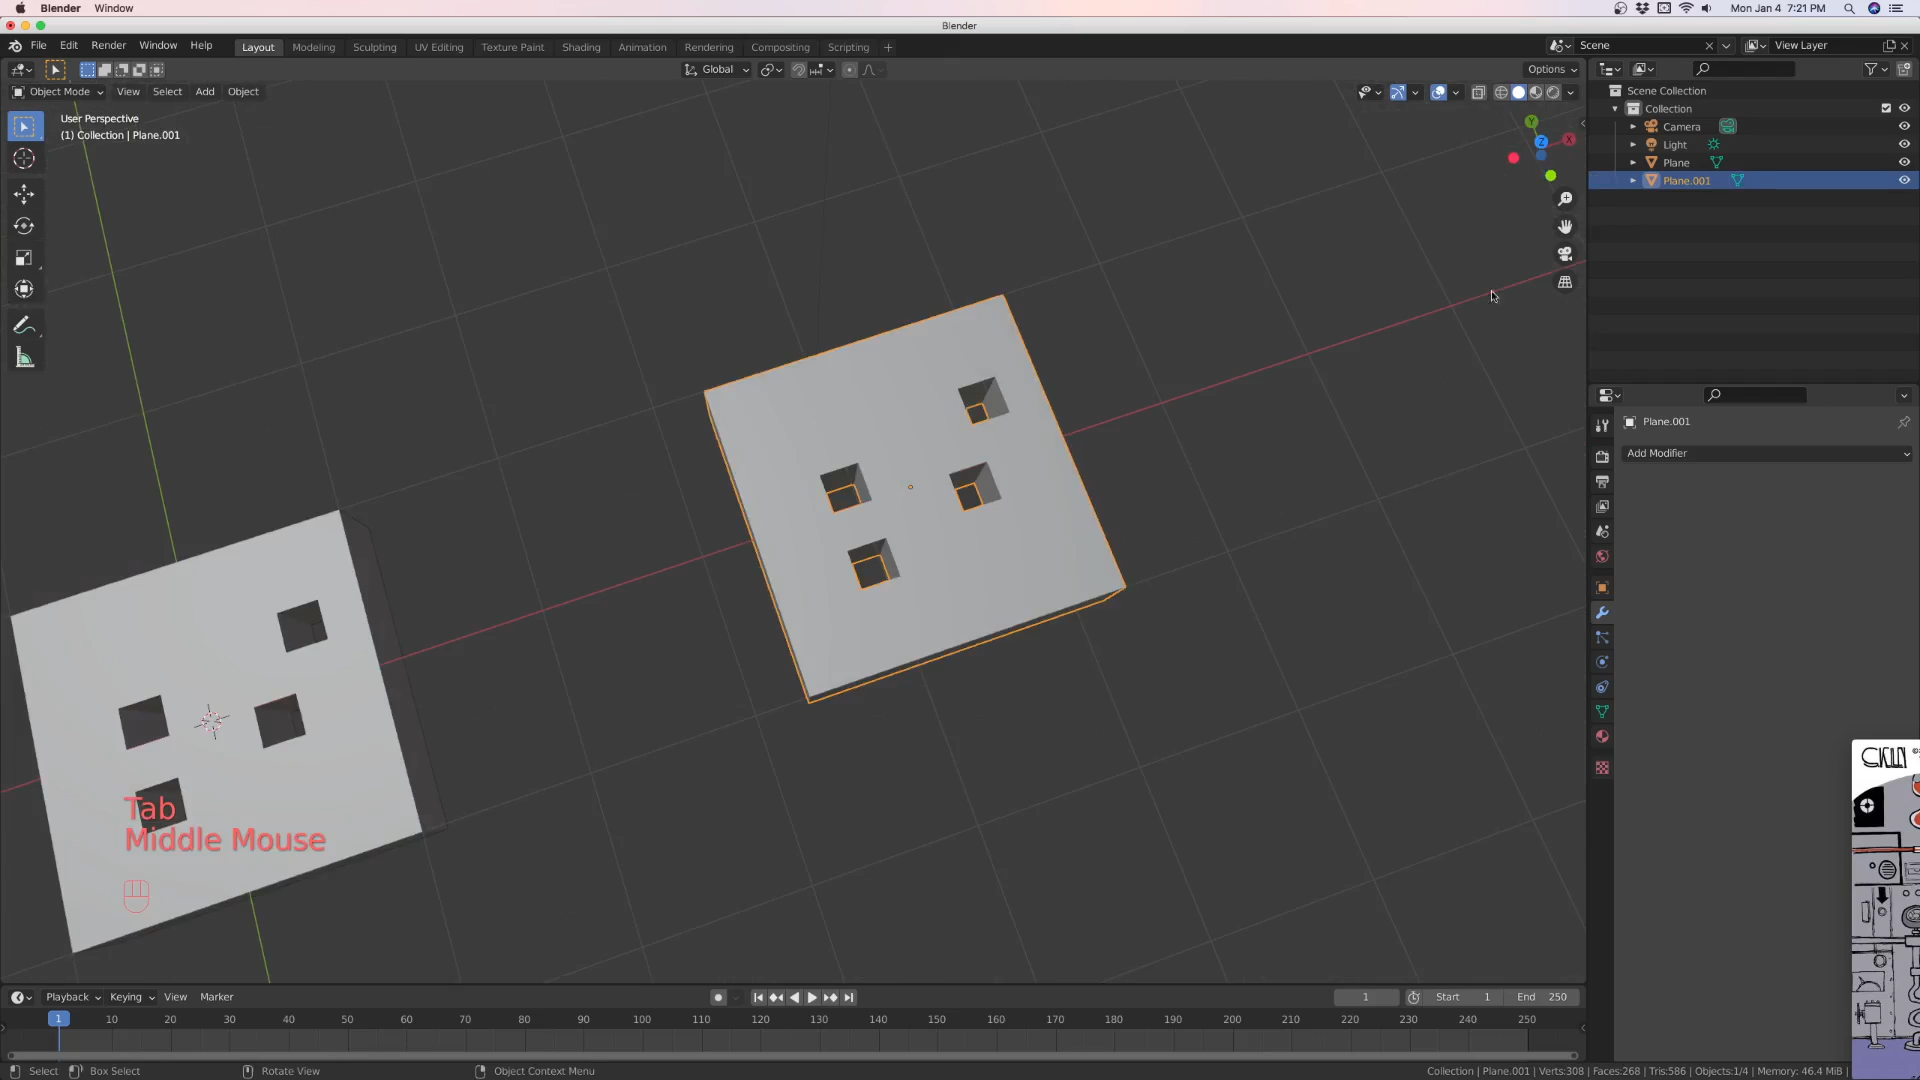 Blender Window
Mon Jan 4 7:21 PM
Blender
File Edit Render Window Help
Layout Modeling Sculpting UV Editing Texture Paint Shading Animation Rendering Compositing Scripting
Scene
View Layer
Global
Options
Object Mode View Select Add Object
User Perspective
(1) Collection | Plane.001
X
Z
Scene Collection
Collection
Camera
Light
Plane
Plane.001
Plane.001
Add Modifier
Tab
Middle Mouse
Playback Keying View Marker
1
Start 1
End 250
1 10 20 30 40 50 60 70 80 90 100 110 120 130 140 150 160 170 180 190 200 210 220 230 240 250
Select Box Select Rotate View Object Context Menu
Collection | Plane.001 | Verts:308 | Faces:268 | Tris:586 | Objects:1/4 | Memory: 46.4 MiB |